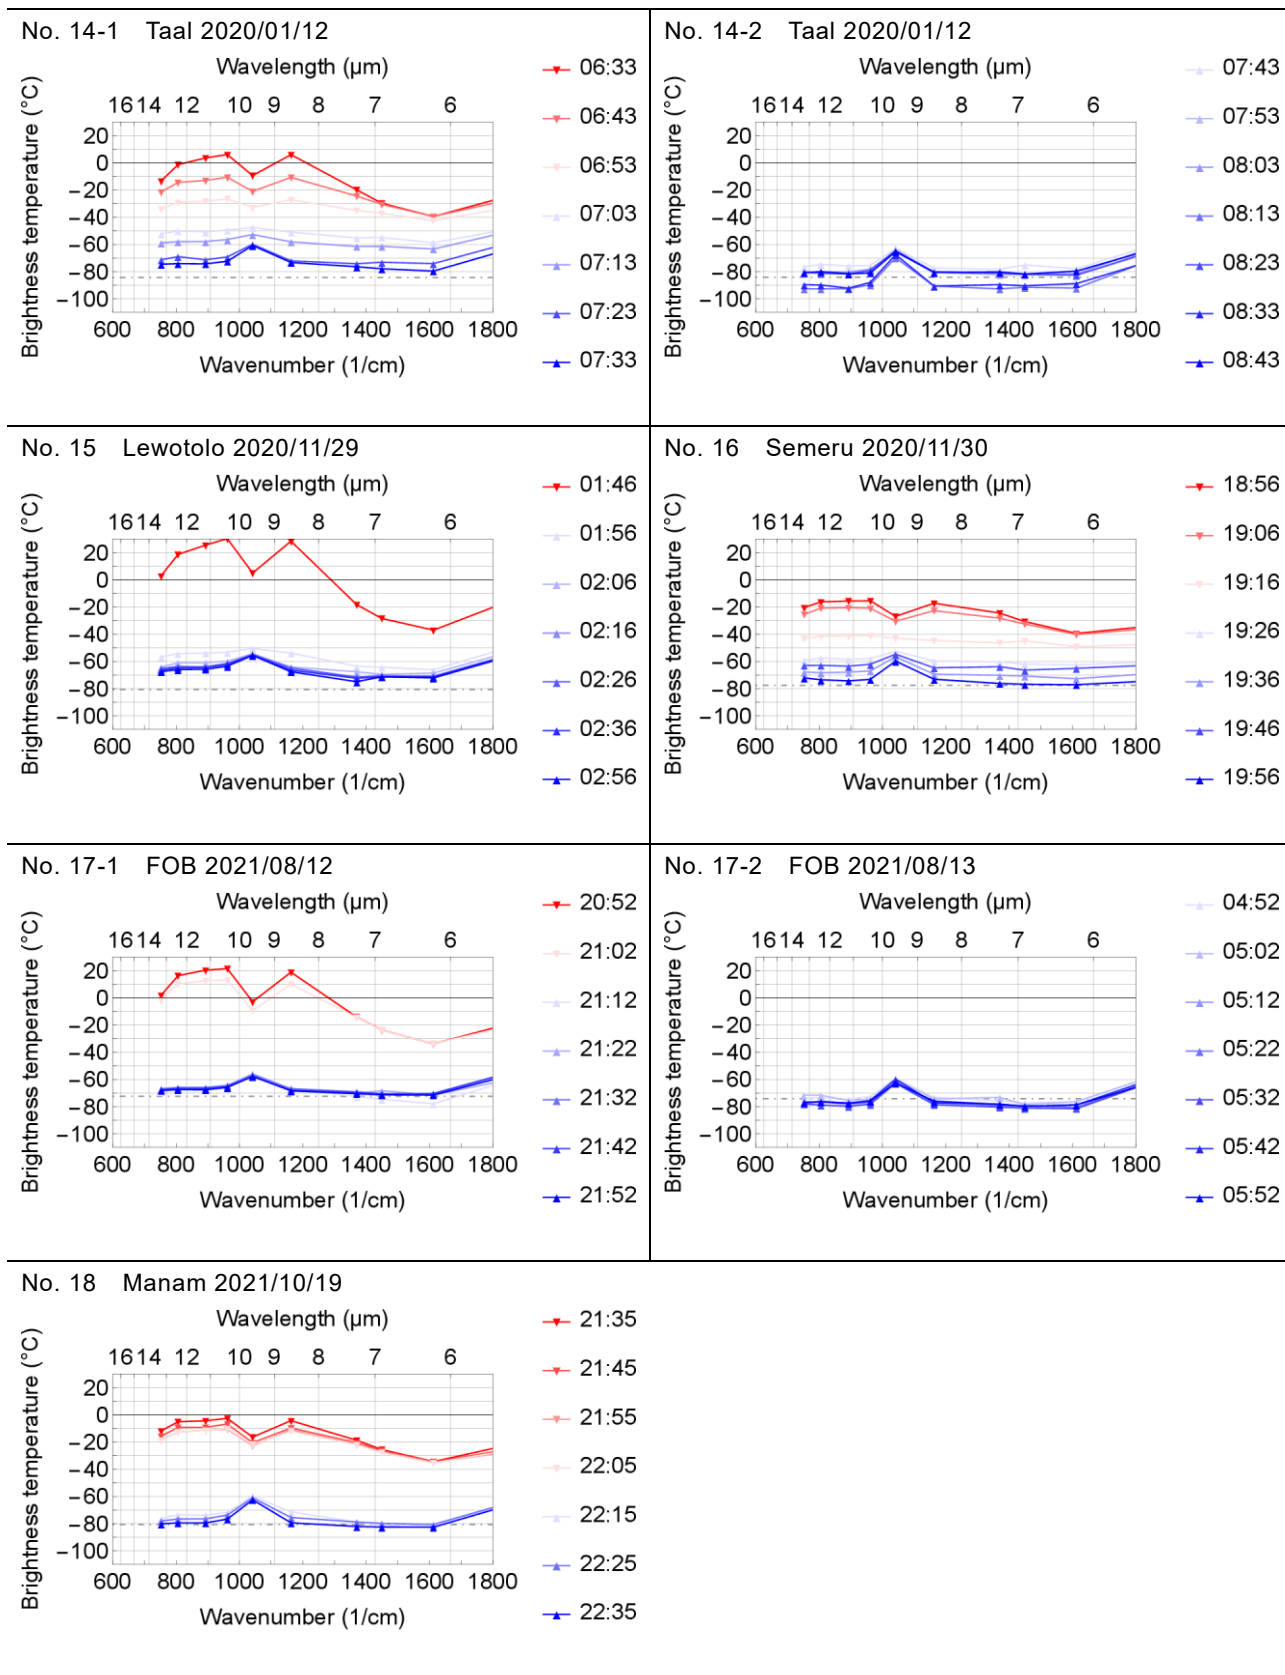 No. 14-1 Taal 2020/01/12
Wavelength (μm)
16 14 12 10 9 8 7 6
Brightness temperature (°C)
20
0
−20
−40
−60
−80
−100
600 800 1000 1200 1400 1600 1800
Wavenumber (1/cm)
06:33
06:43
06:53
07:03
07:13
07:23
07:33
No. 14-2 Taal 2020/01/12
Wavelength (μm)
16 14 12 10 9 8 7 6
Brightness temperature (°C)
20
0
−20
−40
−60
−80
−100
600 800 1000 1200 1400 1600 1800
Wavenumber (1/cm)
07:43
07:53
08:03
08:13
08:23
08:33
08:43
No. 15 Lewotolo 2020/11/29
Wavelength (μm)
16 14 12 10 9 8 7 6
Brightness temperature (°C)
20
0
−20
−40
−60
−80
−100
600 800 1000 1200 1400 1600 1800
Wavenumber (1/cm)
01:46
01:56
02:06
02:16
02:26
02:36
02:56
No. 16 Semeru 2020/11/30
Wavelength (μm)
16 14 12 10 9 8 7 6
Brightness temperature (°C)
20
0
−20
−40
−60
−80
−100
600 800 1000 1200 1400 1600 1800
Wavenumber (1/cm)
18:56
19:06
19:16
19:26
19:36
19:46
19:56
No. 17-1 FOB 2021/08/12
Wavelength (μm)
16 14 12 10 9 8 7 6
Brightness temperature (°C)
20
0
−20
−40
−60
−80
−100
600 800 1000 1200 1400 1600 1800
Wavenumber (1/cm)
20:52
21:02
21:12
21:22
21:32
21:42
21:52
No. 17-2 FOB 2021/08/13
Wavelength (μm)
16 14 12 10 9 8 7 6
Brightness temperature (°C)
20
0
−20
−40
−60
−80
−100
600 800 1000 1200 1400 1600 1800
Wavenumber (1/cm)
04:52
05:02
05:12
05:22
05:32
05:42
05:52
No. 18 Manam 2021/10/19
Wavelength (μm)
16 14 12 10 9 8 7 6
Brightness temperature (°C)
20
0
−20
−40
−60
−80
−100
600 800 1000 1200 1400 1600 1800
Wavenumber (1/cm)
21:35
21:45
21:55
22:05
22:15
22:25
22:35